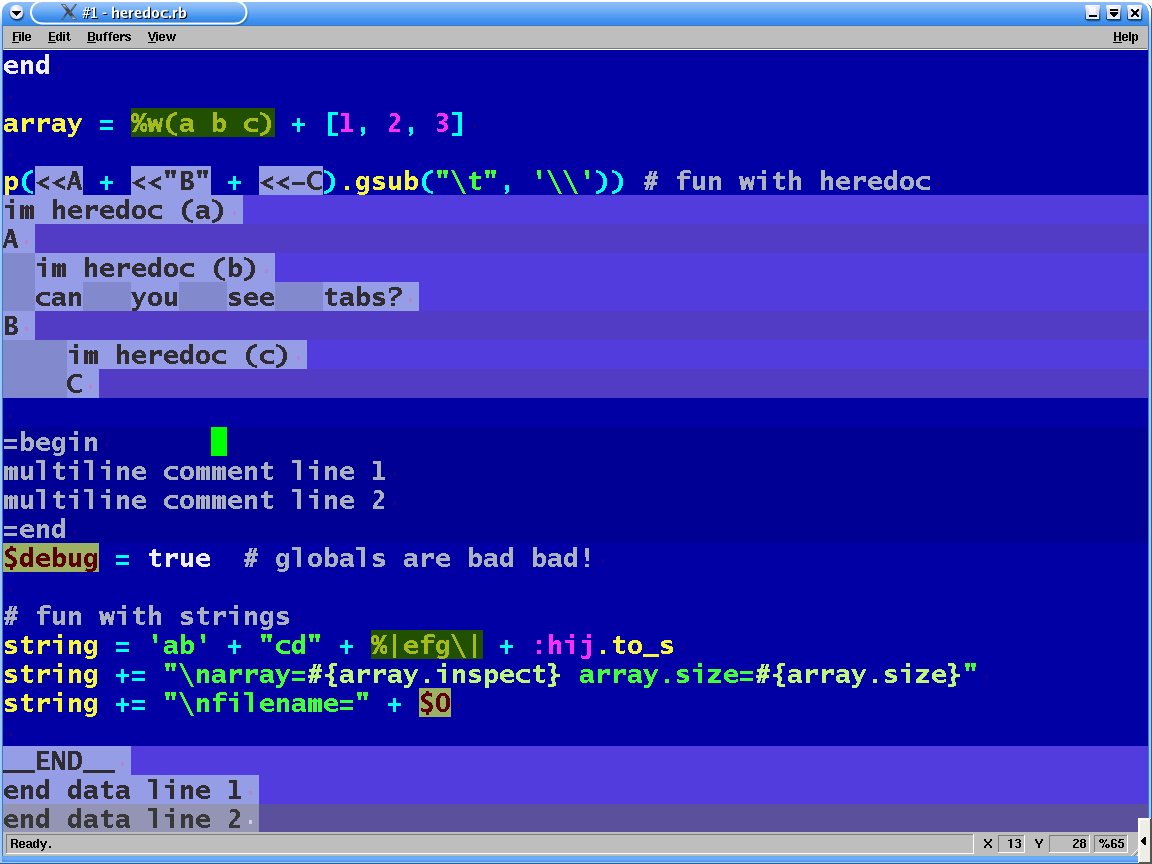 #1 - heredoc.rb
File Edit Buffers View Help
end
array = %w(a b c) + [1, 2, 3]
p(<<A + <<"B" + <<-C).gsub("\t", '\\')) # fun with heredoc
im heredoc (a)
A
im heredoc (b)
can you see tabs?
B
im heredoc (c)
C
=begin
multiline comment line 1
multiline comment line 2
=end
$debug = true # globals are bad bad!
# fun with strings
string = 'ab' + "cd" + %|efg\| + :hij.to_s
string += "\narray=#{array.inspect} array.size=#{array.size}"
string += "\nfilename=" + $0
__END__
end data line 1
end data line 2
Ready. X 13 Y 28 %65